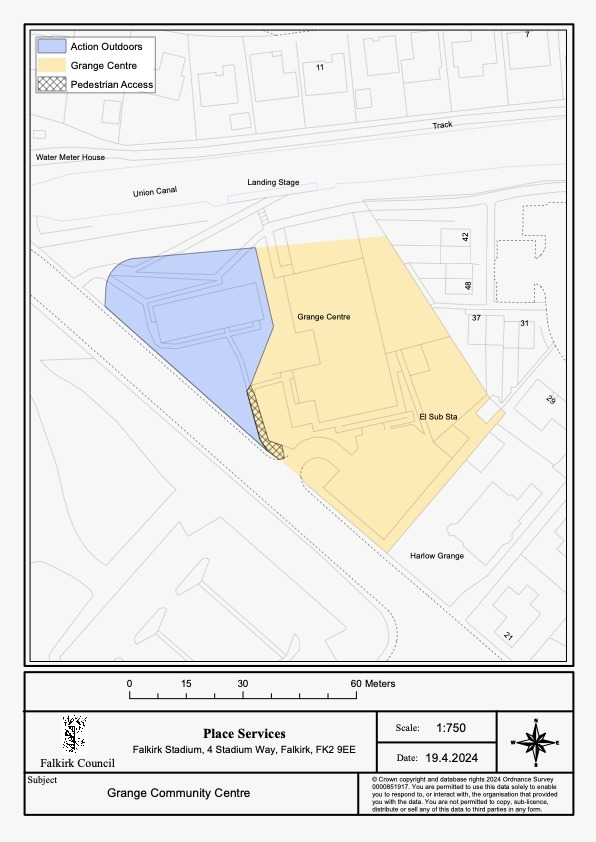 Action Outdoors
Grange Centre
Pedestrian Access
7
11
Track
Water Meter House
Union Canal
Landing Stage
42
48
Grange Centre
37
31
29
El Sub Sta
Harlow Grange
21
0 15 30 60 Meters
Falkirk Council
Place Services
Falkirk Stadium, 4 Stadium Way, Falkirk, FK2 9EE
Scale: 1:750
Date: 19.4.2024
N
W E
S
Subject
Grange Community Centre
© Crown copyright and database rights 2024 Ordnance Survey
0000851917. You are permitted to use this data solely to enable
you to respond to, or interact with, the organisation that provided
you with the data. You are not permitted to copy, sub-licence,
distribute or sell any of this data to third parties in any form.